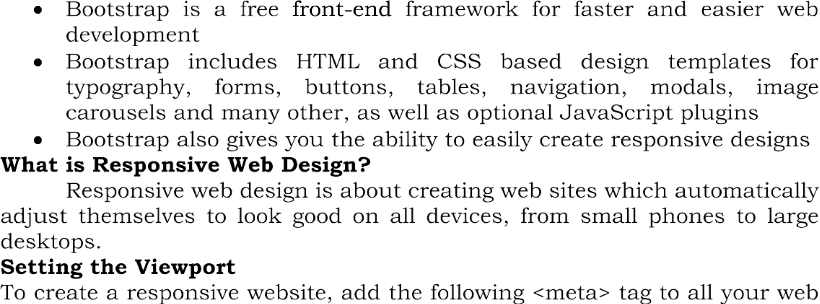 • Bootstrap is a free front-end framework for faster and easier web
development
• Bootstrap includes HTML and CSS based design templates for
typography, forms, buttons, tables, navigation, modals, image
carousels and many other, as well as optional JavaScript plugins
• Bootstrap also gives you the ability to easily create responsive designs
What is Responsive Web Design?
Responsive web design is about creating web sites which automatically
adjust themselves to look good on all devices, from small phones to large
desktops.
Setting the Viewport
To create a responsive website, add the following <meta> tag to all your web